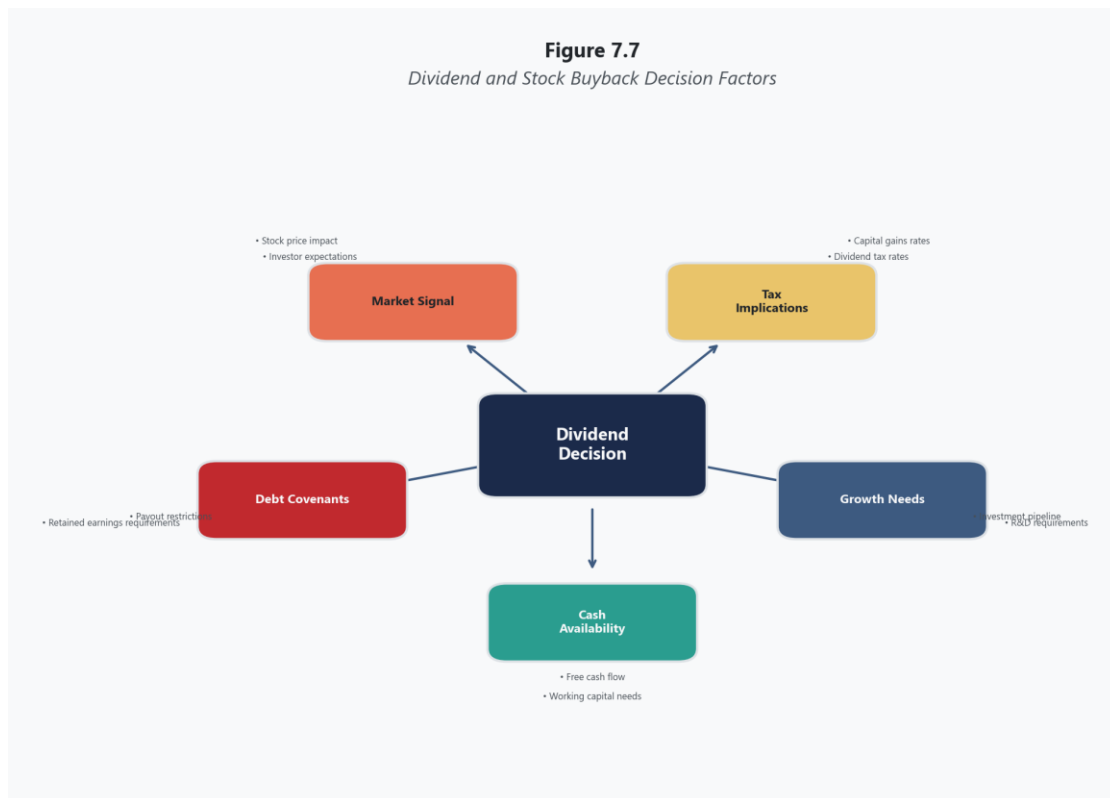 Figure 7.7
Dividend and Stock Buyback Decision Factors
• Stock price impact
• Investor expectations
Market Signal
• Capital gains rates
• Dividend tax rates
Tax
Implications
Dividend
Decision
Debt Covenants
• Payout restrictions
• Retained earnings requirements
Growth Needs
• Investment pipeline
• R&D requirements
Cash
Availability
• Free cash flow
• Working capital needs